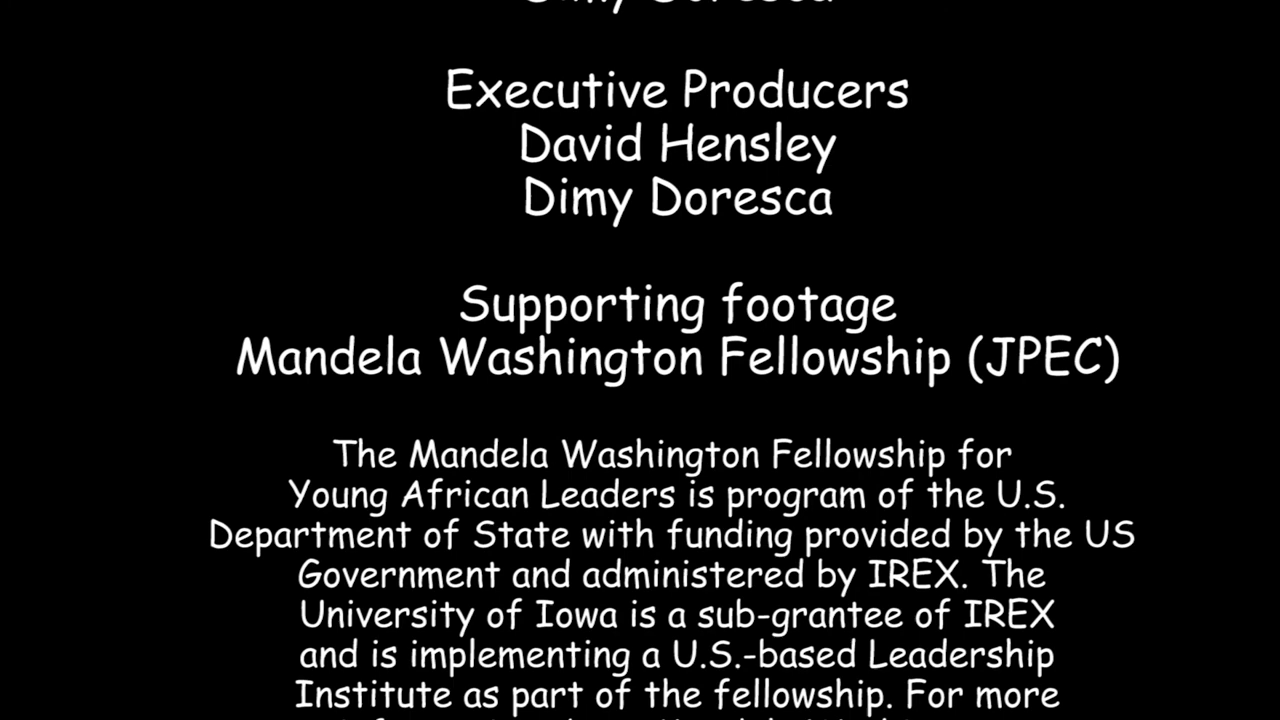 Dimy Doresca
Executive Producers
David Hensley
Dimy Doresca
Supporting footage
Mandela Washington Fellowship (JPEC)
The Mandela Washington Fellowship for
Young African Leaders is program of the U.S.
Department of State with funding provided by the US
Government and administered by IREX. The
University of Iowa is a sub-grantee of IREX
and is implementing a U.S.-based Leadership
Institute as part of the fellowship. For more